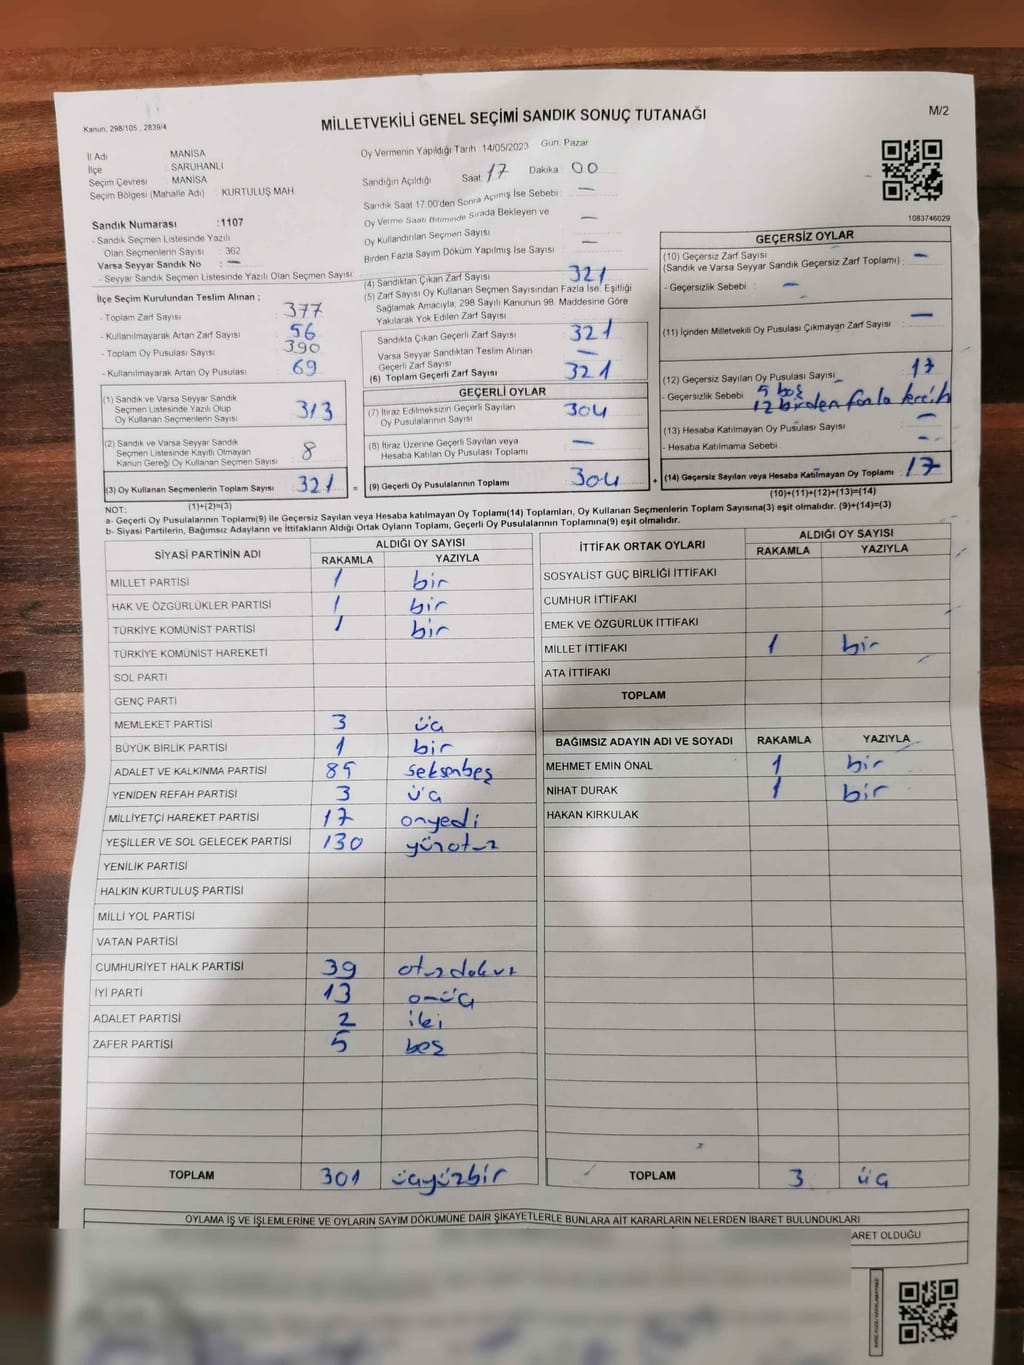 Kanun; 298/105 , 2839/4
MİLLETVEKİLİ GENEL SEÇİMİ SANDIK SONUÇ TUTANAĞI
M/2
İl Adı MANİSA
İlçe SARUHANLI
Seçim Çevresi MANİSA
Seçim Bölgesi (Mahalle Adı) KURTULUŞ MAH
Sandık Numarası :1107
- Sandık Seçmen Listesinde Yazılı
Olan Seçmenlerin Sayısı : 362
Varsa Seyyar Sandık No : —
- Seyyar Sandık Seçmen Listesinde Yazılı Olan Seçmen Sayısı:
İlçe Seçim Kurulundan Teslim Alınan ;
- Toplam Zarf Sayısı : 377
- Kullanılmayarak Artan Zarf Sayısı : 56
- Toplam Oy Pusulası Sayısı : 390
- Kullanılmayarak Artan Oy Pusulası : 69
(1) Sandık ve Varsa Seyyar Sandık
Seçmen Listesinde Yazılı Olup
Oy Kullanan Seçmenlerin Sayısı : 313
(2) Sandık ve Varsa Seyyar Sandık
Seçmen Listesinde Kayıtlı Olmayan
Kanun Gereği Oy Kullanan Seçmen Sayısı : 8
(3) Oy Kullanan Seçmenlerin Toplam Sayısı : 321 =
(1)+(2)=(3)
Oy Vermenin Yapıldığı Tarih :14/05/2023 Gün: Pazar
Sandığın Açıldığı Saat: 17 Dakika : 00
Sandık Saat 17.00'den Sonra Açılmış İse Sebebi : —
Oy Verme Saati Bitiminde Sırada Bekleyen ve
Oy Kullandırılan Seçmen Sayısı : —
Birden Fazla Sayım Döküm Yapılmış İse Sayısı : —
(4) Sandıktan Çıkan Zarf Sayısı : 321
(5) Zarf Sayısı Oy Kullanan Seçmen Sayısından Fazla İse, Eşitliği
Sağlamak Amacıyla, 298 Sayılı Kanunun 98. Maddesine Göre
Yakılarak Yok Edilen Zarf Sayısı :
Sandıkta Çıkan Geçerli Zarf Sayısı : 321
Varsa Seyyar Sandıktan Teslim Alınan
Geçerli Zarf Sayısı : —
(6) Toplam Geçerli Zarf Sayısı : 321
GEÇERLİ OYLAR
(7) İtiraz Edilmeksizin Geçerli Sayılan
Oy Pusulalarının Sayısı : 304
(8) İtiraz Üzerine Geçerli Sayılan veya
Hesaba Katılan Oy Pusulası Toplamı : —
(9) Geçerli Oy Pusulalarının Toplamı : 304 +
1083746029
GEÇERSİZ OYLAR
(10) Geçersiz Zarf Sayısı
(Sandık ve Varsa Seyyar Sandık Geçersiz Zarf Toplamı) : —
- Geçersizlik Sebebi : —
(11) İçinden Milletvekili Oy Pusulası Çıkmayan Zarf Sayısı : —
(12) Geçersiz Sayılan Oy Pusulası Sayısı : 17
- Geçersizlik Sebebi : 5 boş
12 birden fazla tercih
(13) Hesaba Katılmayan Oy Pusulası Sayısı : —
- Hesaba Katılmama Sebebi : —
(14) Geçersiz Sayılan veya Hesaba Katılmayan Oy Toplamı : 17
(10)+(11)+(12)+(13)=(14)
NOT:
a- Geçerli Oy Pusulalarının Toplamı(9) ile Geçersiz Sayılan veya Hesaba katılmayan Oy Toplamı(14) Toplamları, Oy Kullanan Seçmenlerin Toplam Sayısına(3) eşit olmalıdır. (9)+(14)=(3)
b- Siyasi Partilerin, Bağımsız Adayların ve İttifakların Aldığı Ortak Oyların Toplamı, Geçerli Oy Pusulalarının Toplamına(9) eşit olmalıdır.
SİYASİ PARTİNİN ADI ALDIĞI OY SAYISI
RAKAMLA YAZIYLA
MİLLET PARTİSİ 1 bir
HAK VE ÖZGÜRLÜKLER PARTİSİ 1 bir
TÜRKİYE KOMÜNİST PARTİSİ 1 bir
TÜRKİYE KOMÜNİST HAREKETİ
SOL PARTİ
GENÇ PARTİ
MEMLEKET PARTİSİ 3 üç
BÜYÜK BİRLİK PARTİSİ 1 bir
ADALET VE KALKINMA PARTİSİ 85 seksenbeş
YENİDEN REFAH PARTİSİ 3 üç
MİLLİYETÇİ HAREKET PARTİSİ 17 onyedi
YEŞİLLER VE SOL GELECEK PARTİSİ 130 yüzotuz
YENİLİK PARTİSİ
HALKIN KURTULUŞ PARTİSİ
MİLLİ YOL PARTİSİ
VATAN PARTİSİ
CUMHURİYET HALK PARTİSİ 39 otuzdokuz
İYİ PARTİ 13 onüç
ADALET PARTİSİ 2 iki
ZAFER PARTİSİ 5 beş
TOPLAM 301 üçyüzbir
İTTİFAK ORTAK OYLARI ALDIĞI OY SAYISI
RAKAMLA YAZIYLA
SOSYALİST GÜÇ BİRLİĞİ İTTİFAKI
CUMHUR İTTİFAKI
EMEK VE ÖZGÜRLÜK İTTİFAKI
MİLLET İTTİFAKI 1 bir
ATA İTTİFAKI
TOPLAM
BAĞIMSIZ ADAYIN ADI VE SOYADI RAKAMLA YAZIYLA
MEHMET EMİN ÖNAL 1 bir
NİHAT DURAK 1 bir
HAKAN KIRKULAK
TOPLAM 3 üç
OYLAMA İŞ VE İŞLEMLERİNE VE OYLARIN SAYIM DÖKÜMÜNE DAİR ŞİKAYETLERLE BUNLARA AİT KARARLARIN NELERDEN İBARET BULUNDUKLARI
ARET OLDUĞU